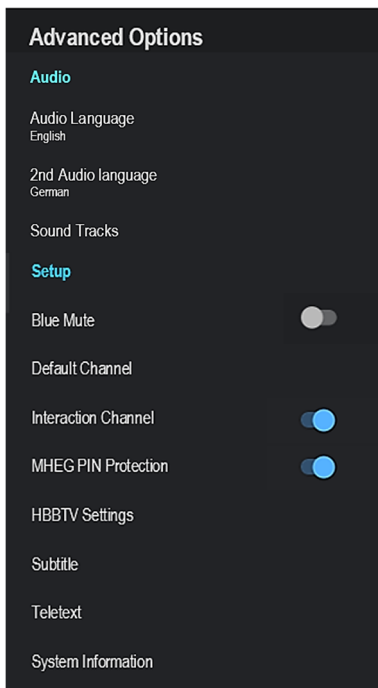 Advanced Options
Audio
Audio Language
English
2nd Audio language
German
Sound Tracks
Setup
Blue Mute
Default Channel
Interaction Channel
MHEG PIN Protection
HBBTV Settings
Subtitle
Teletext
System Information